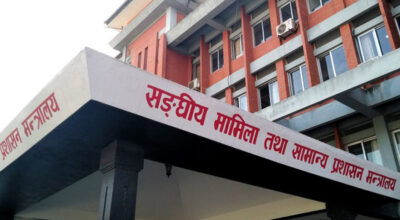 प्रशासन मन्त्रालय
सङ्घीय मामिला तथा सामान्य प्रशासन मन्त्रालय